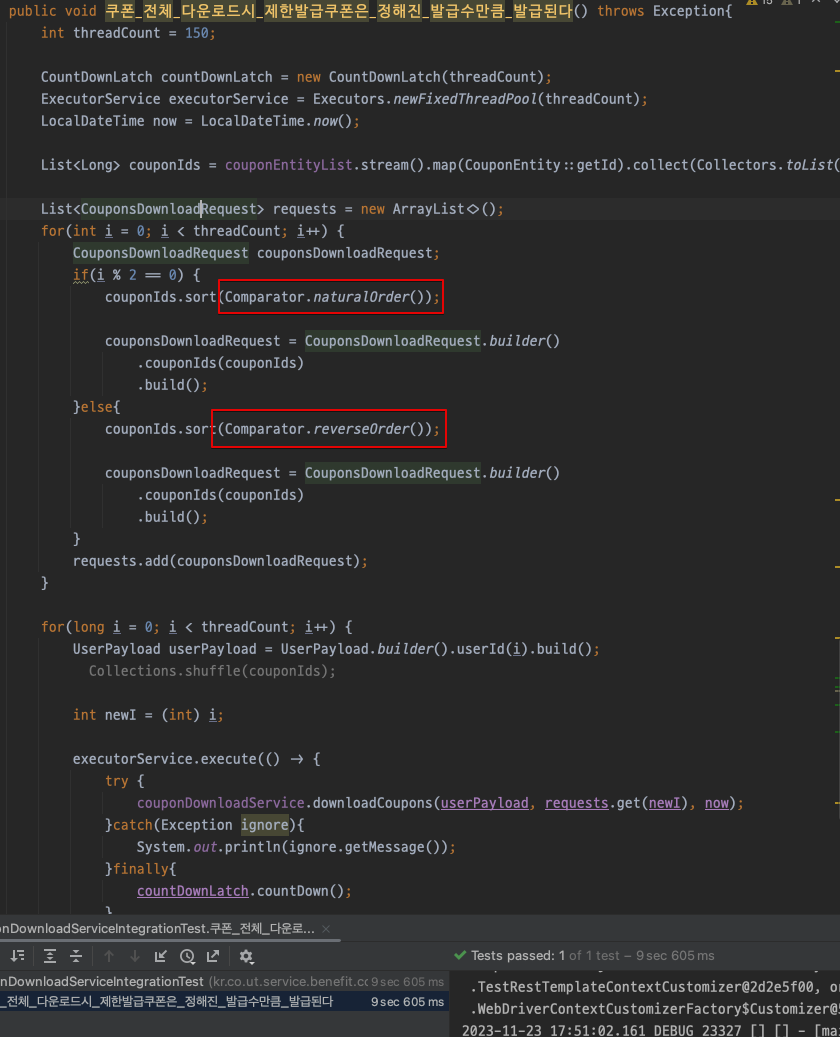 public void 쿠폰_전체_다운로드시_제한발급쿠폰은_정해진_발급수만큼_발급된다() throws Exception{
int threadCount = 150;
CountDownLatch countDownLatch = new CountDownLatch(threadCount);
ExecutorService executorService = Executors.newFixedThreadPool(threadCount);
LocalDateTime now = LocalDateTime.now();
List<Long> couponIds = couponEntityList.stream().map(CouponEntity::getId).collect(Collectors.toList(
List<CouponsDownloadRequest> requests = new ArrayList<>();
for(int i = 0; i < threadCount; i++) {
CouponsDownloadRequest couponsDownloadRequest;
if(i % 2 == 0) {
couponIds.sort(Comparator.naturalOrder());
couponsDownloadRequest = CouponsDownloadRequest.builder()
.couponIds(couponIds)
.build();
}else{
couponIds.sort(Comparator.reverseOrder());
couponsDownloadRequest = CouponsDownloadRequest.builder()
.couponIds(couponIds)
.build();
}
requests.add(couponsDownloadRequest);
}
for(long i = 0; i < threadCount; i++) {
UserPayload userPayload = UserPayload.builder().userId(i).build();
Collections.shuffle(couponIds);
int newI = (int) i;
executorService.execute(() -> {
try {
couponDownloadService.downloadCoupons(userPayload, requests.get(newI), now);
}catch(Exception ignore){
System.out.println(ignore.getMessage());
}finally{
countDownLatch.countDown();
}
onDownloadServiceIntegrationTest.쿠폰_전체_다운로...
Tests passed: 1 of 1 test – 9 sec 605 ms
nDownloadServiceIntegrationTest (kr.co.ut.service.benefit.cc 9 sec 605 ms
_전체_다운로드시_제한발급쿠폰은_정해진_발급수만큼_발급된다 9 sec 605 ms
.TestRestTemplateContextCustomizer@2d2e5f00, or
.WebDriverContextCustomizerFactory$Customizer@
2023-11-23 17:51:02.161 DEBUG 23327 [] [] - [mai